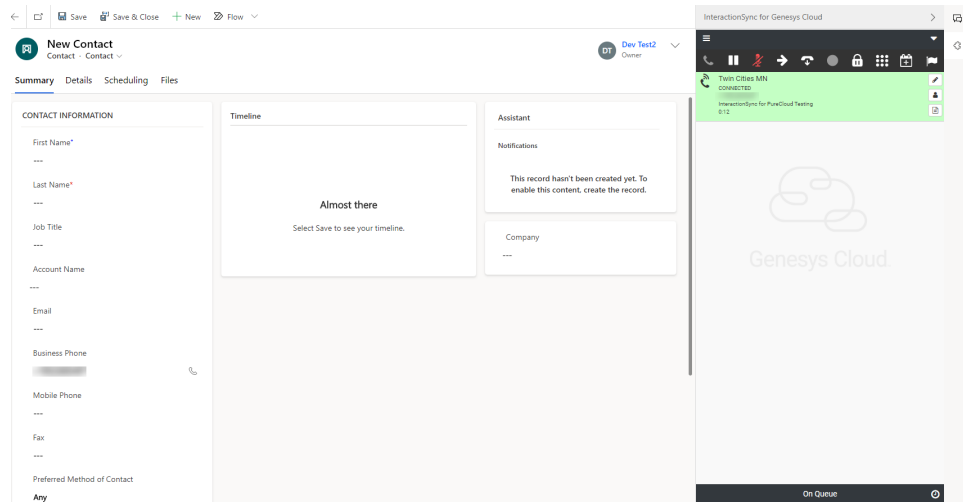 Save
Save & Close
New
Flow
New Contact
Contact · Contact
DT
Dev Test2
Owner
Summary
Details
Scheduling
Files
CONTACT INFORMATION
First Name*
---
Last Name*
---
Job Title
---
Account Name
---
Email
---
Business Phone
Mobile Phone
---
Fax
---
Preferred Method of Contact
Any
Timeline
Almost there
Select Save to see your timeline.
Assistant
Notifications
This record hasn't been created yet. To
enable this content, create the record.
Company
---
InteractionSync for Genesys Cloud
Twin Cities MN
CONNECTED
InteractionSync for PureCloud Testing
0:12
Genesys Cloud
On Queue